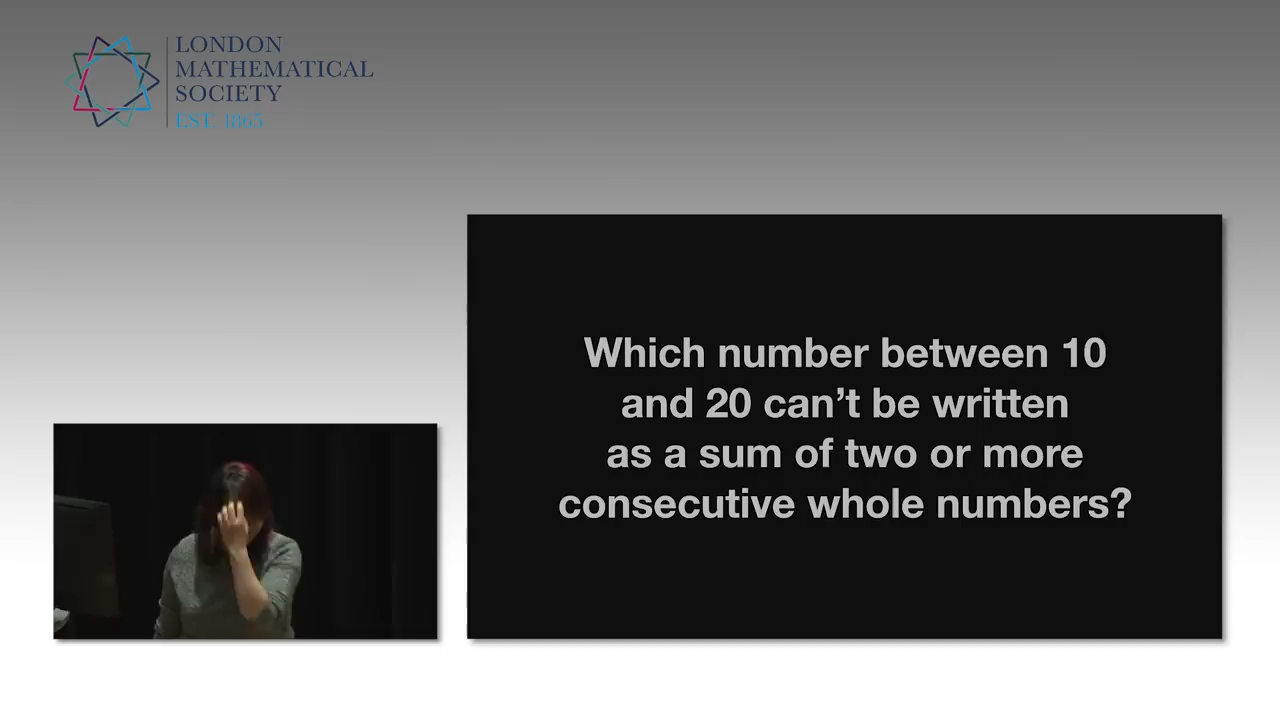 LONDON
MATHEMATICAL
SOCIETY
EST. 1865
Which number between 10
and 20 can’t be written
as a sum of two or more
consecutive whole numbers?